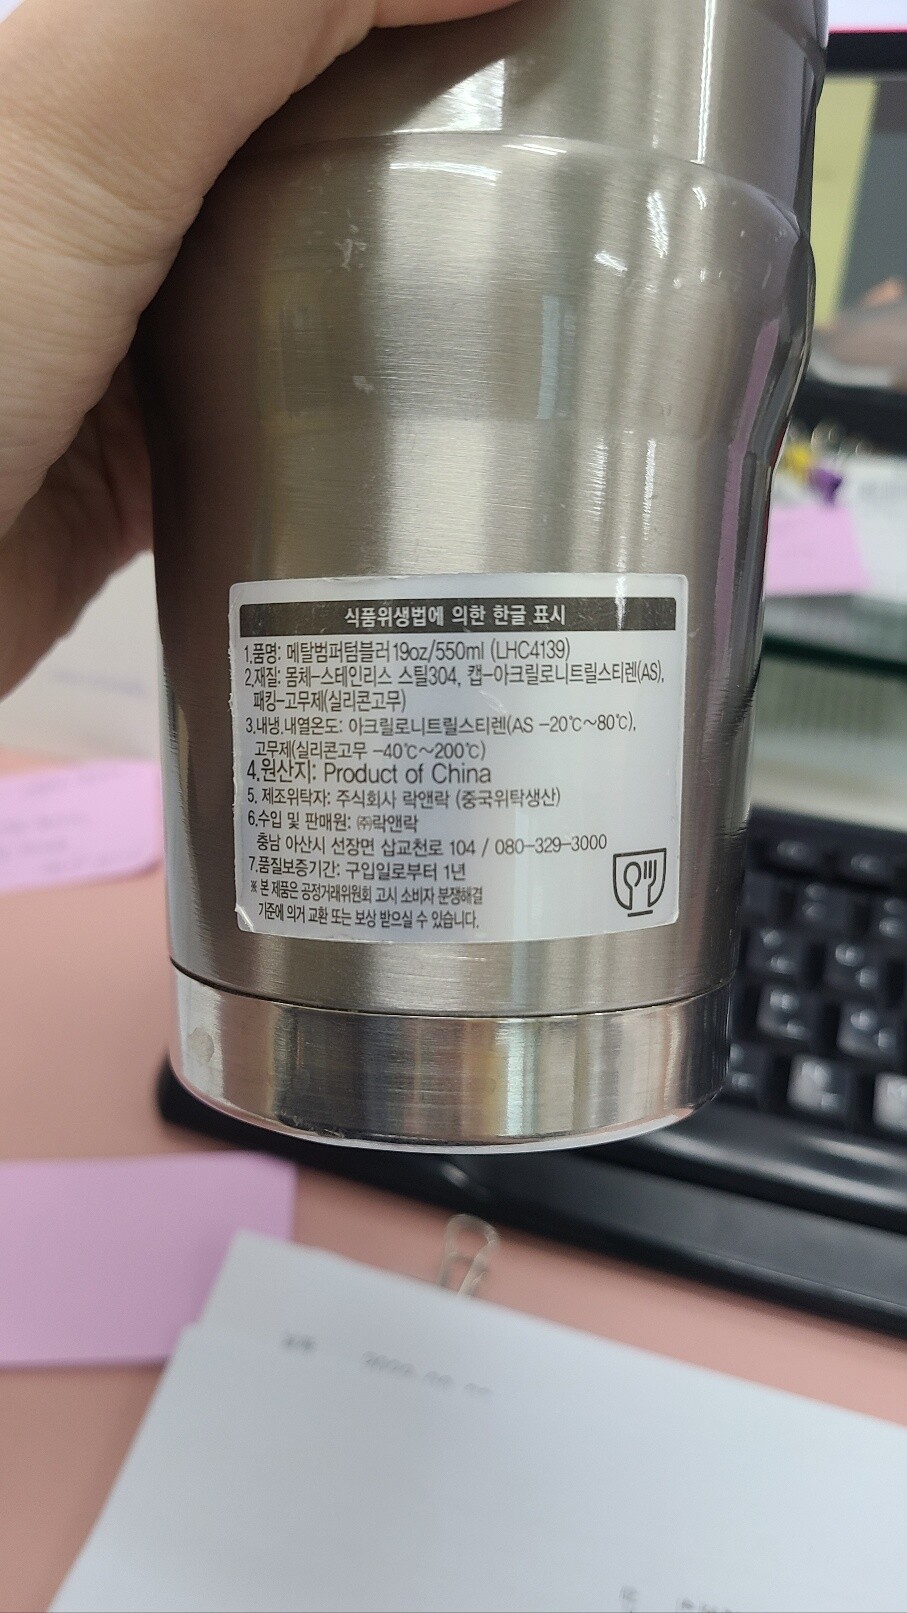 식품위생법에 의한 한글 표시
1.품명: 메탈범퍼텀블러19oz/550ml (LHC4139)
2.재질: 몸체-스테인리스 스틸304, 캡-아크릴로니트릴스티렌(AS),
패킹-고무제(실리콘고무)
3.내냉.내열온도: 아크릴로니트릴스티렌(AS -20℃~80℃),
고무제(실리콘고무 -40℃~200℃)
4.원산지: Product of China
5. 제조위탁자: 주식회사 락앤락 (중국위탁생산)
6.수입 및 판매원: ㈜락앤락
충남 아산시 선장면 삽교천로 104 / 080-329-3000
7.품질보증기간: 구입일로부터 1년
※ 본 제품은 공정거래위원회 고시 소비자 분쟁해결
기준에 의거 교환 또는 보상 받으실 수 있습니다.